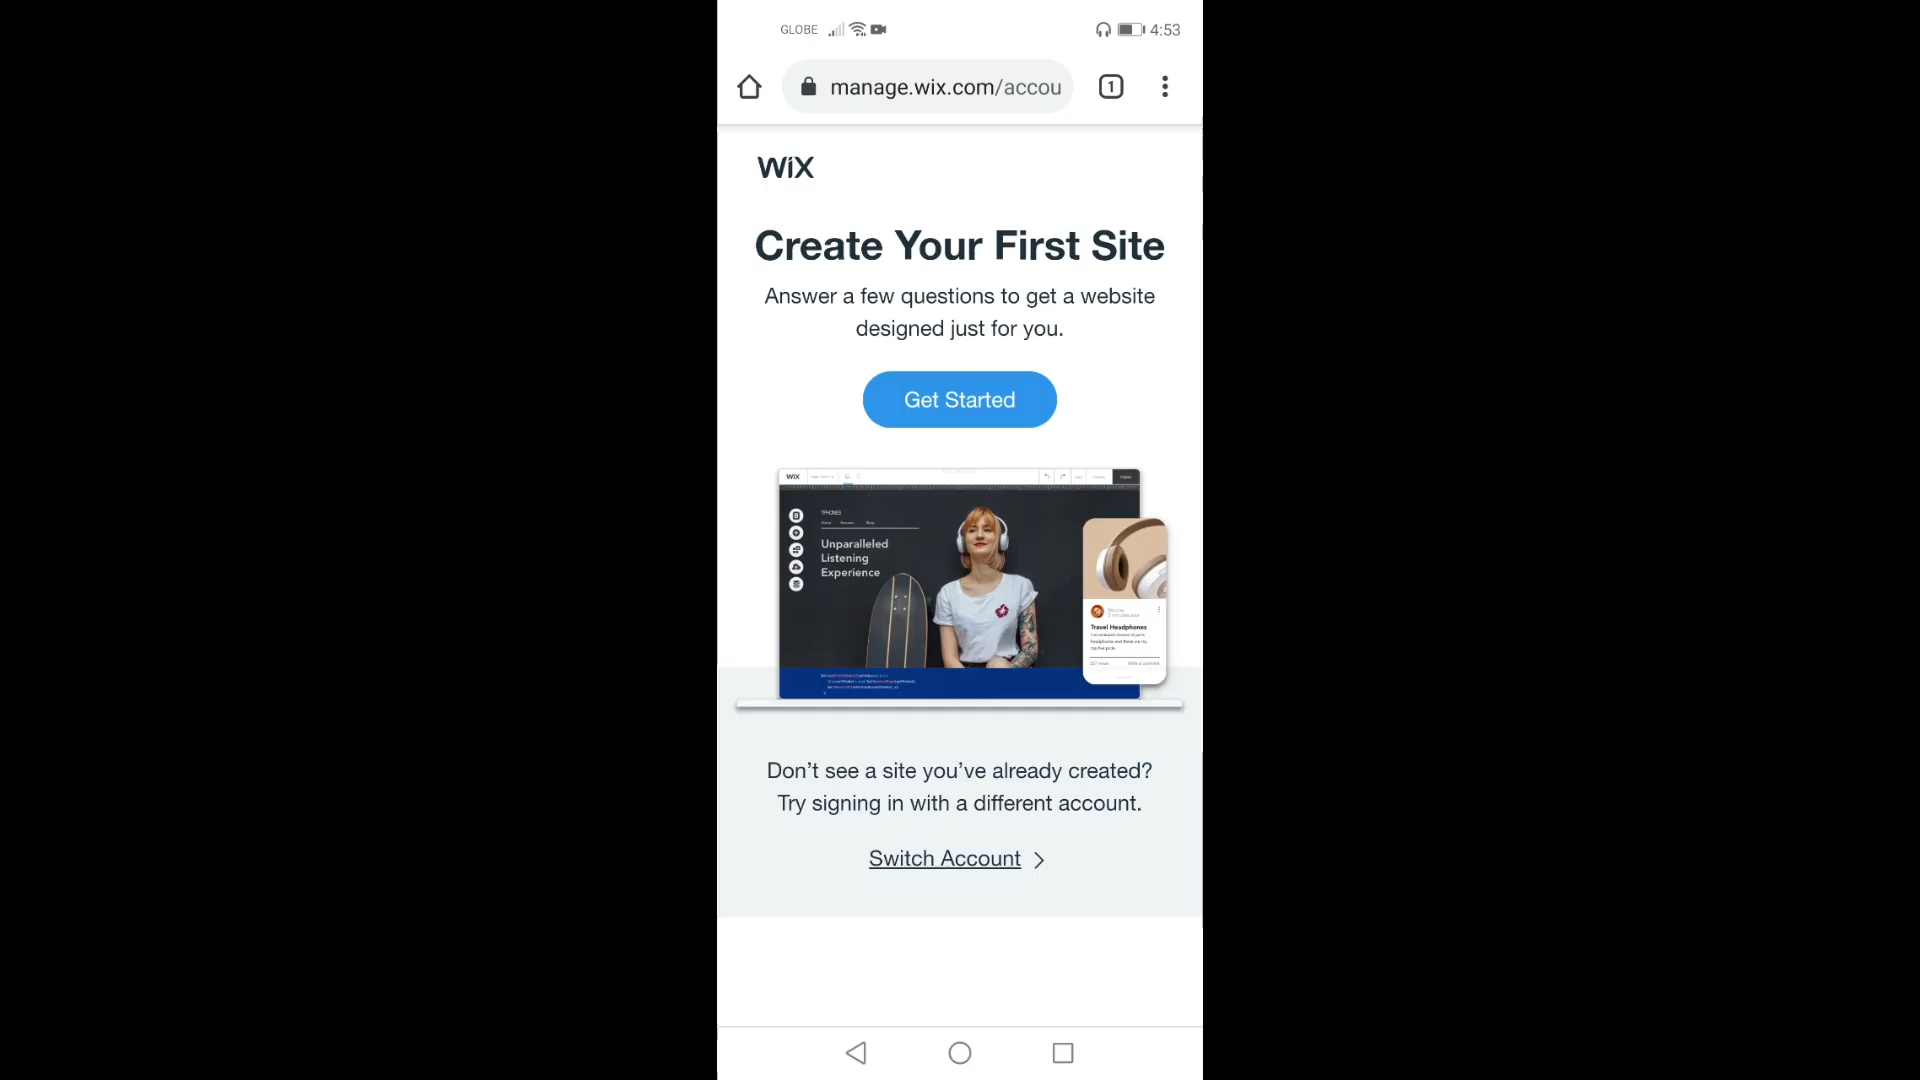 GLOBE
4:53
manage.wix.com/accou
1
WiX
Create Your First Site
Answer a few questions to get a website
designed just for you.
Get Started
WiX
Unparalleled
Listening
Experience
Travel Headphones
Don’t see a site you’ve already created?
Try signing in with a different account.
Switch Account